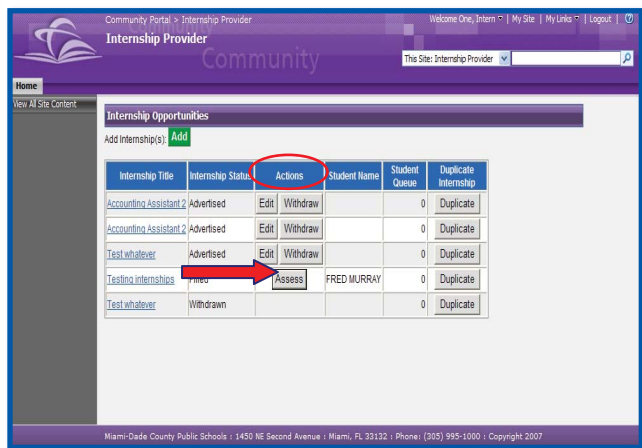 Community Portal > Internship Provider
Welcome One, Intern | My Site | My Links | Logout |
Internship Provider
Community
This Site: Internship Provider
Home
View All Site Content
Internship Opportunities
Add Internship(s): Add
Internship Title Internship Status Actions Student Name Student Queue Duplicate Internship
Accounting Assistant 2 Advertised Edit Withdraw 0 Duplicate
Accounting Assistant 2 Advertised Edit Withdraw 0 Duplicate
Test whatever Advertised Edit Withdraw 0 Duplicate
Testing internships Filled Assess FRED MURRAY 0 Duplicate
Test whatever Withdrawn 0 Duplicate
Miami-Dade County Public Schools : 1450 NE Second Avenue : Miami, FL 33132 : Phone: (305) 995-1000 : Copyright 2007